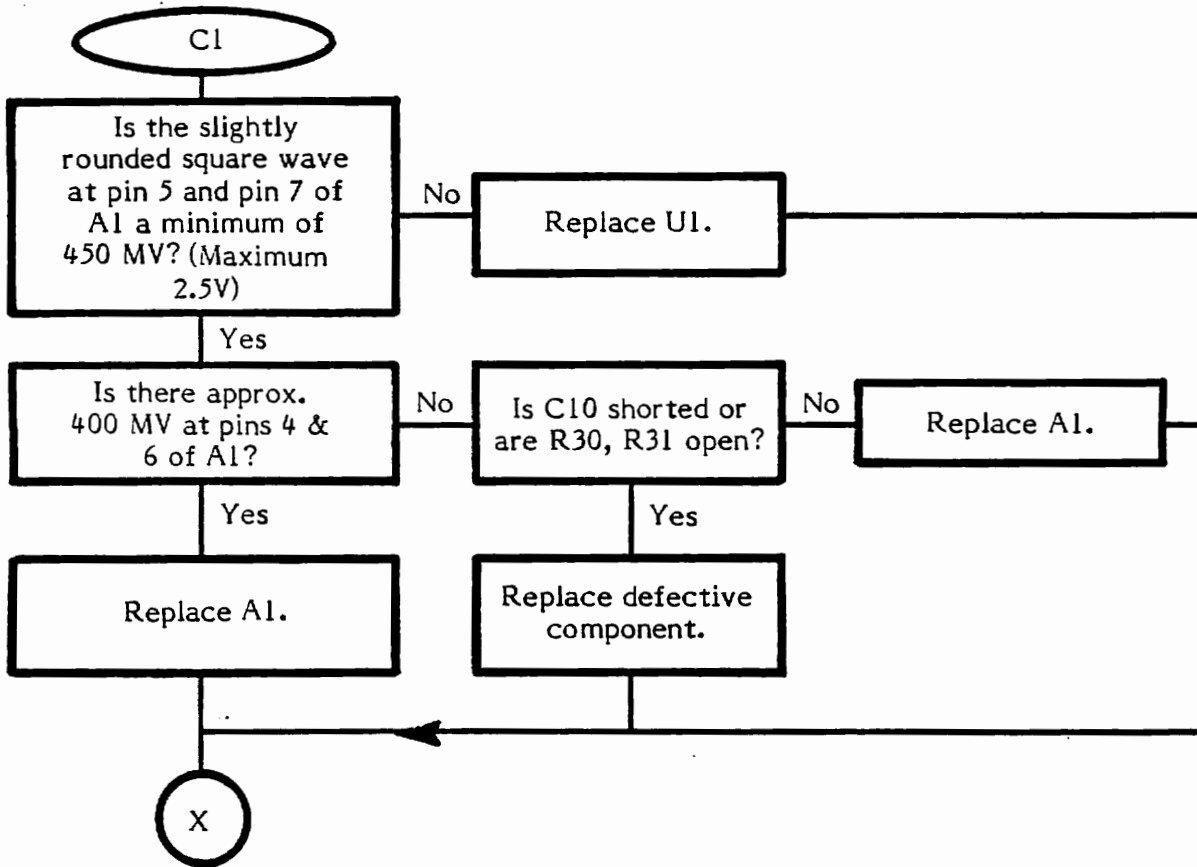 C1
Is the slightly
rounded square wave
at pin 5 and pin 7 of
A1 a minimum of
450 MV? (Maximum
2.5V)
No
Replace U1.
Yes
Is there approx.
400 MV at pins 4 &
6 of A1?
No
Is C10 shorted or
are R30, R31 open?
No
Replace A1.
Yes
Yes
Replace A1.
Replace defective
component.
X